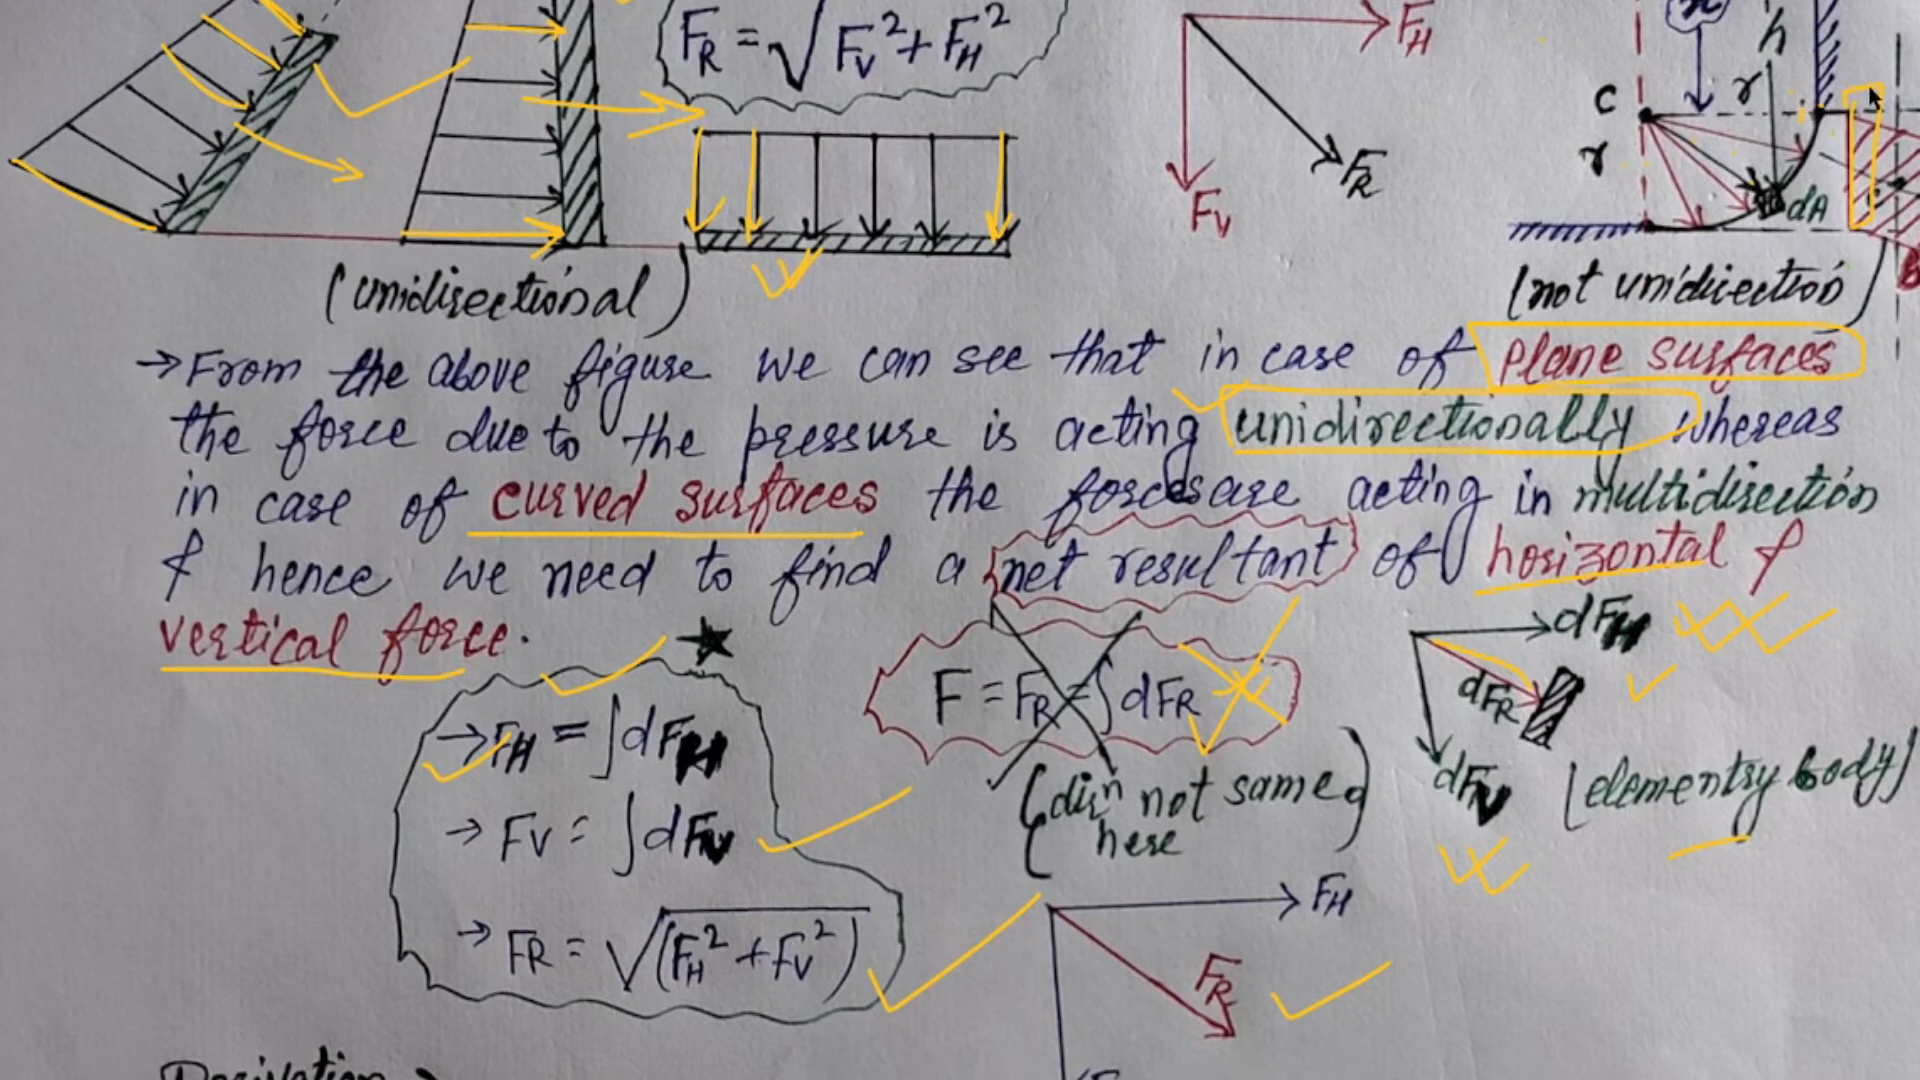 F_R = √F_V² + F_H²
F_H
F_R
F_V
C
r
h
r
dA
(unidirectional)
(not unidirection
→ From the above figure we can see that in case of plane surfaces
the force due to the pressure is acting unidirectionally whereas
in case of curved surfaces the forces are acting in multidirection
& hence we need to find a net resultant of horizontal &
vertical force.
→ F_H = ∫dF_H
→ F_V = ∫dF_V
→ F_R = √(F_H² + F_V²)
F = F_R = ∫dF_R
(dirⁿ not same
here)
dF_H
dF_R
dF_V
(elementry body)
F_H
F_R
Derivation →